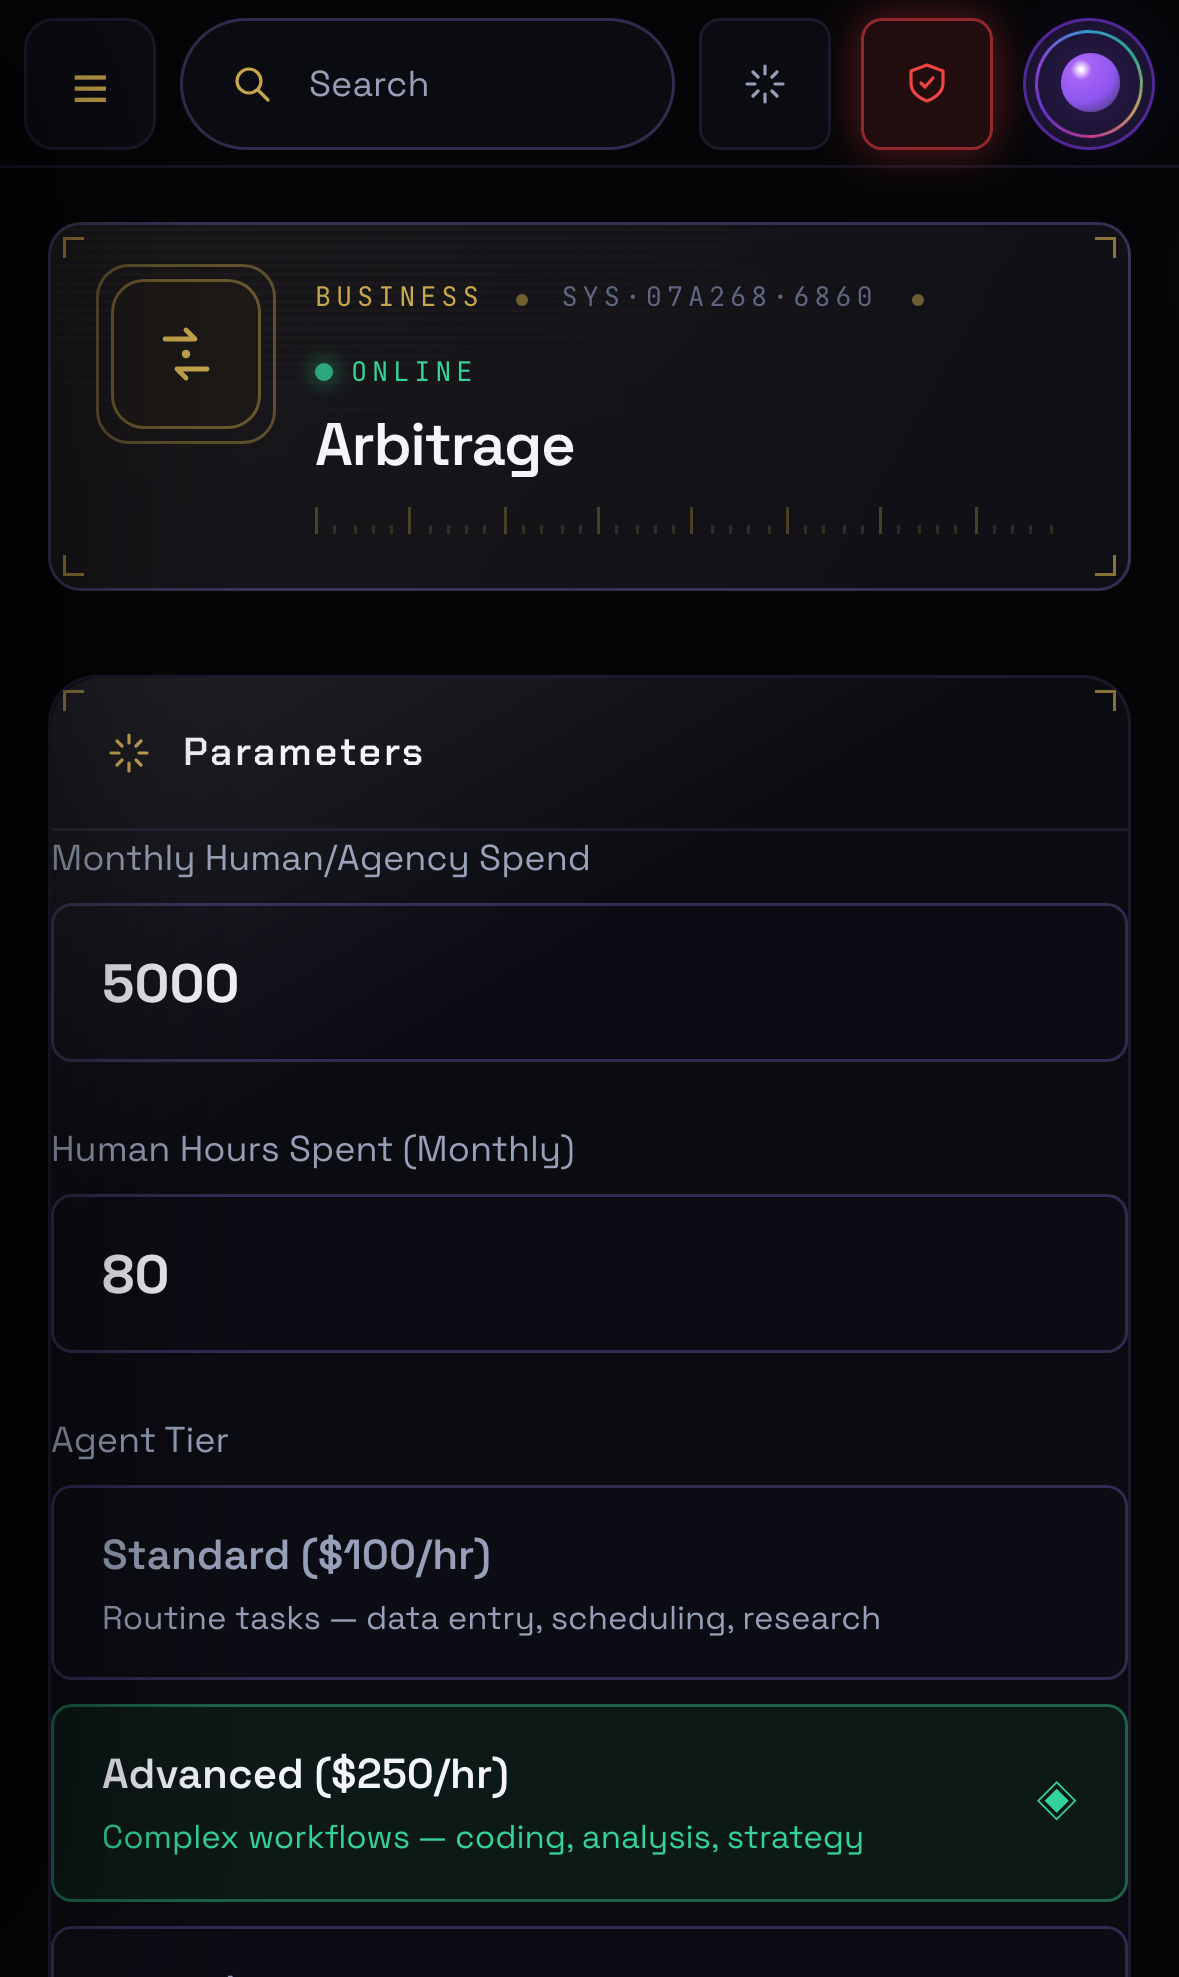 Search
BUSINESS • SYS·07A268·6860 •
ONLINE
Arbitrage
Parameters
Monthly Human/Agency Spend
5000
Human Hours Spent (Monthly)
80
Agent Tier
Standard ($100/hr)
Routine tasks — data entry, scheduling, research
Advanced ($250/hr)
Complex workflows — coding, analysis, strategy